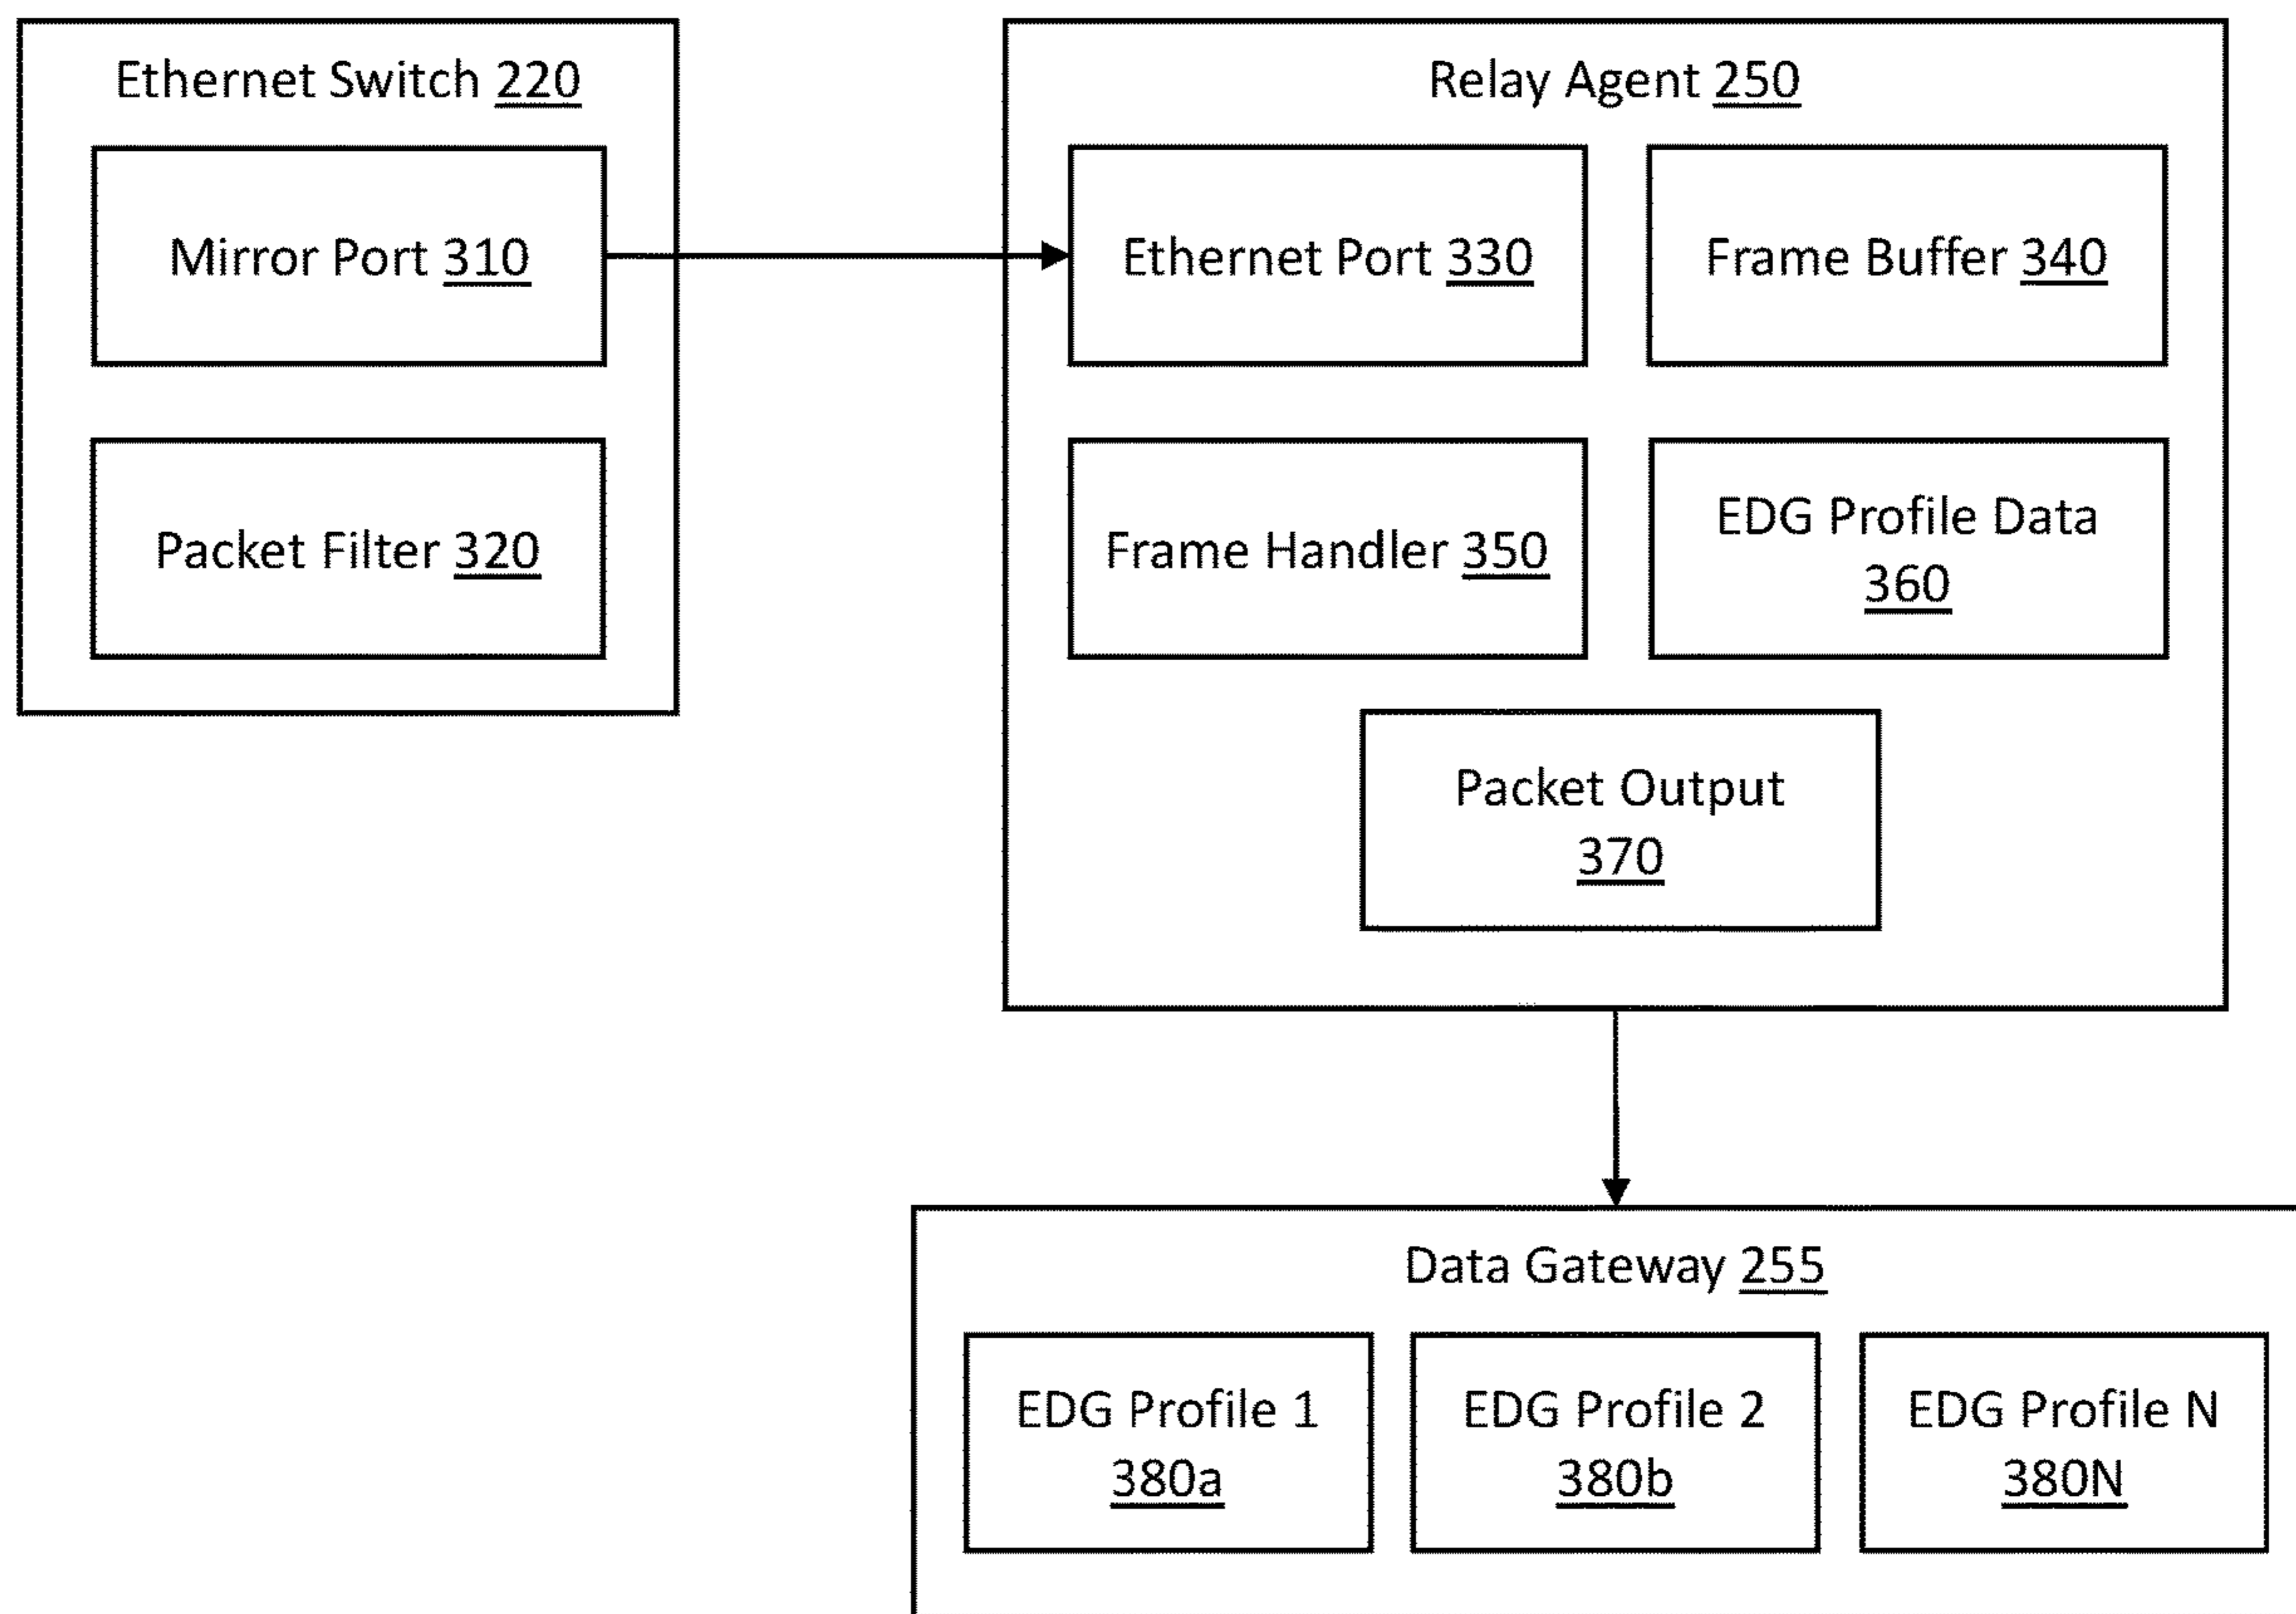 Ethernet Switch 220
Mirror Port 310
Packet Filter 320
Relay Agent 250
Ethernet Port 330
Frame Buffer 340
Frame Handler 350
EDG Profile Data
360
Packet Output
370
Data Gateway 255
EDG Profile 1
380a
EDG Profile 2
380b
EDG Profile N
380N